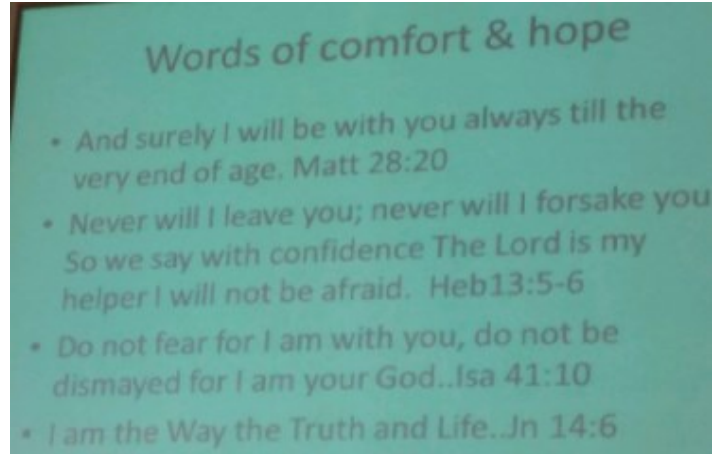 Words of comfort & hope
• And surely I will be with you always till the
very end of age. Matt 28:20
• Never will I leave you; never will I forsake you
So we say with confidence The Lord is my
helper I will not be afraid. Heb13:5-6
• Do not fear for I am with you, do not be
dismayed for I am your God..Isa 41:10
• I am the Way the Truth and Life..Jn 14:6